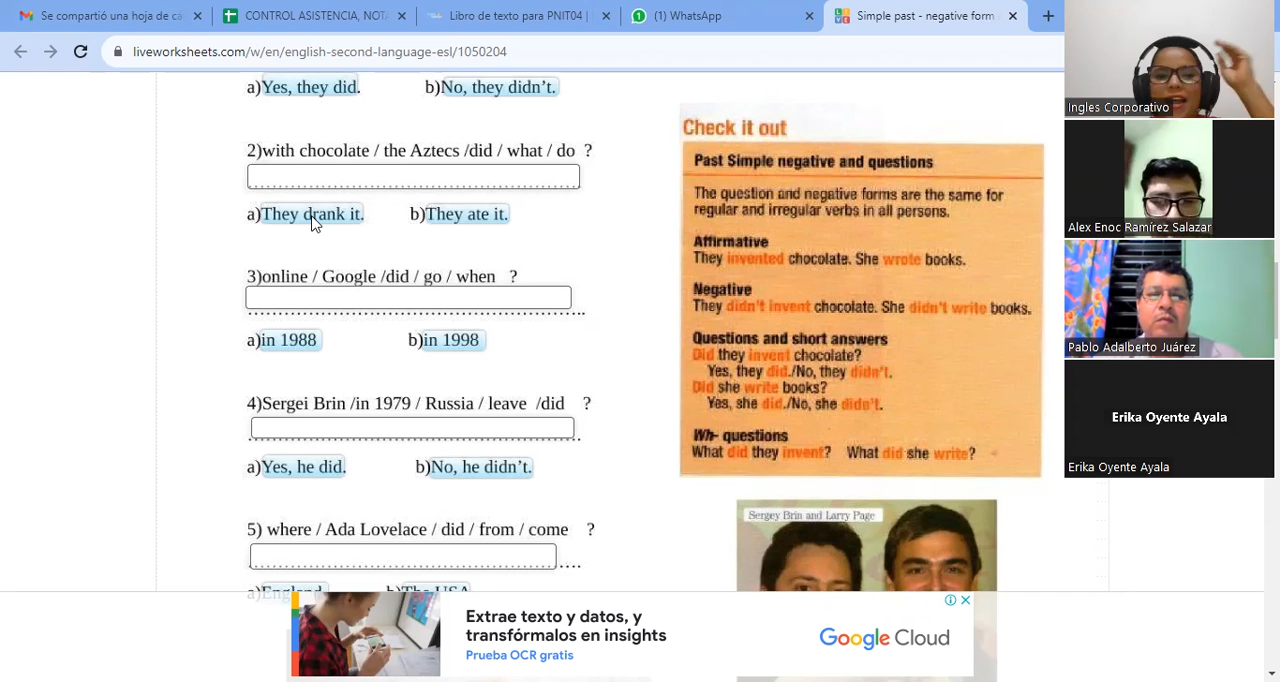 Se compartió una hoja de cá
CONTROL ASISTENCIA, NOTA
Libro de texto para PNIT04 |
(1) WhatsApp
Simple past - negative form
liveworksheets.com/w/en/english-second-language-esl/1050204
a)Yes, they did. b)No, they didn't.
2)with chocolate / the Aztecs /did / what / do ?
a)They drank it. b)They ate it.
3)online / Google /did / go / when ?
a)in 1988 b)in 1998
4)Sergei Brin /in 1979 / Russia / leave /did ?
a)Yes, he did. b)No, he didn't.
5) where / Ada Lovelace / did / from / come ?
a)England b)The USA
Check it out
Past Simple negative and questions
The question and negative forms are the same for
regular and irregular verbs in all persons.
Affirmative
They invented chocolate. She wrote books.
Negative
They didn't invent chocolate. She didn't write books.
Questions and short answers
Did they invent chocolate?
Yes, they did./No, they didn't.
Did she write books?
Yes, she did./No, she didn't.
Wh- questions
What did they invent? What did she write?
Sergey Brin and Larry Page
Extrae texto y datos, y
transfórmalos en insights
Prueba OCR gratis
Google Cloud
Ingles Corporativo
Alex Enoc Ramírez Salazar
Pablo Adalberto Juárez
Erika Oyente Ayala
Erika Oyente Ayala